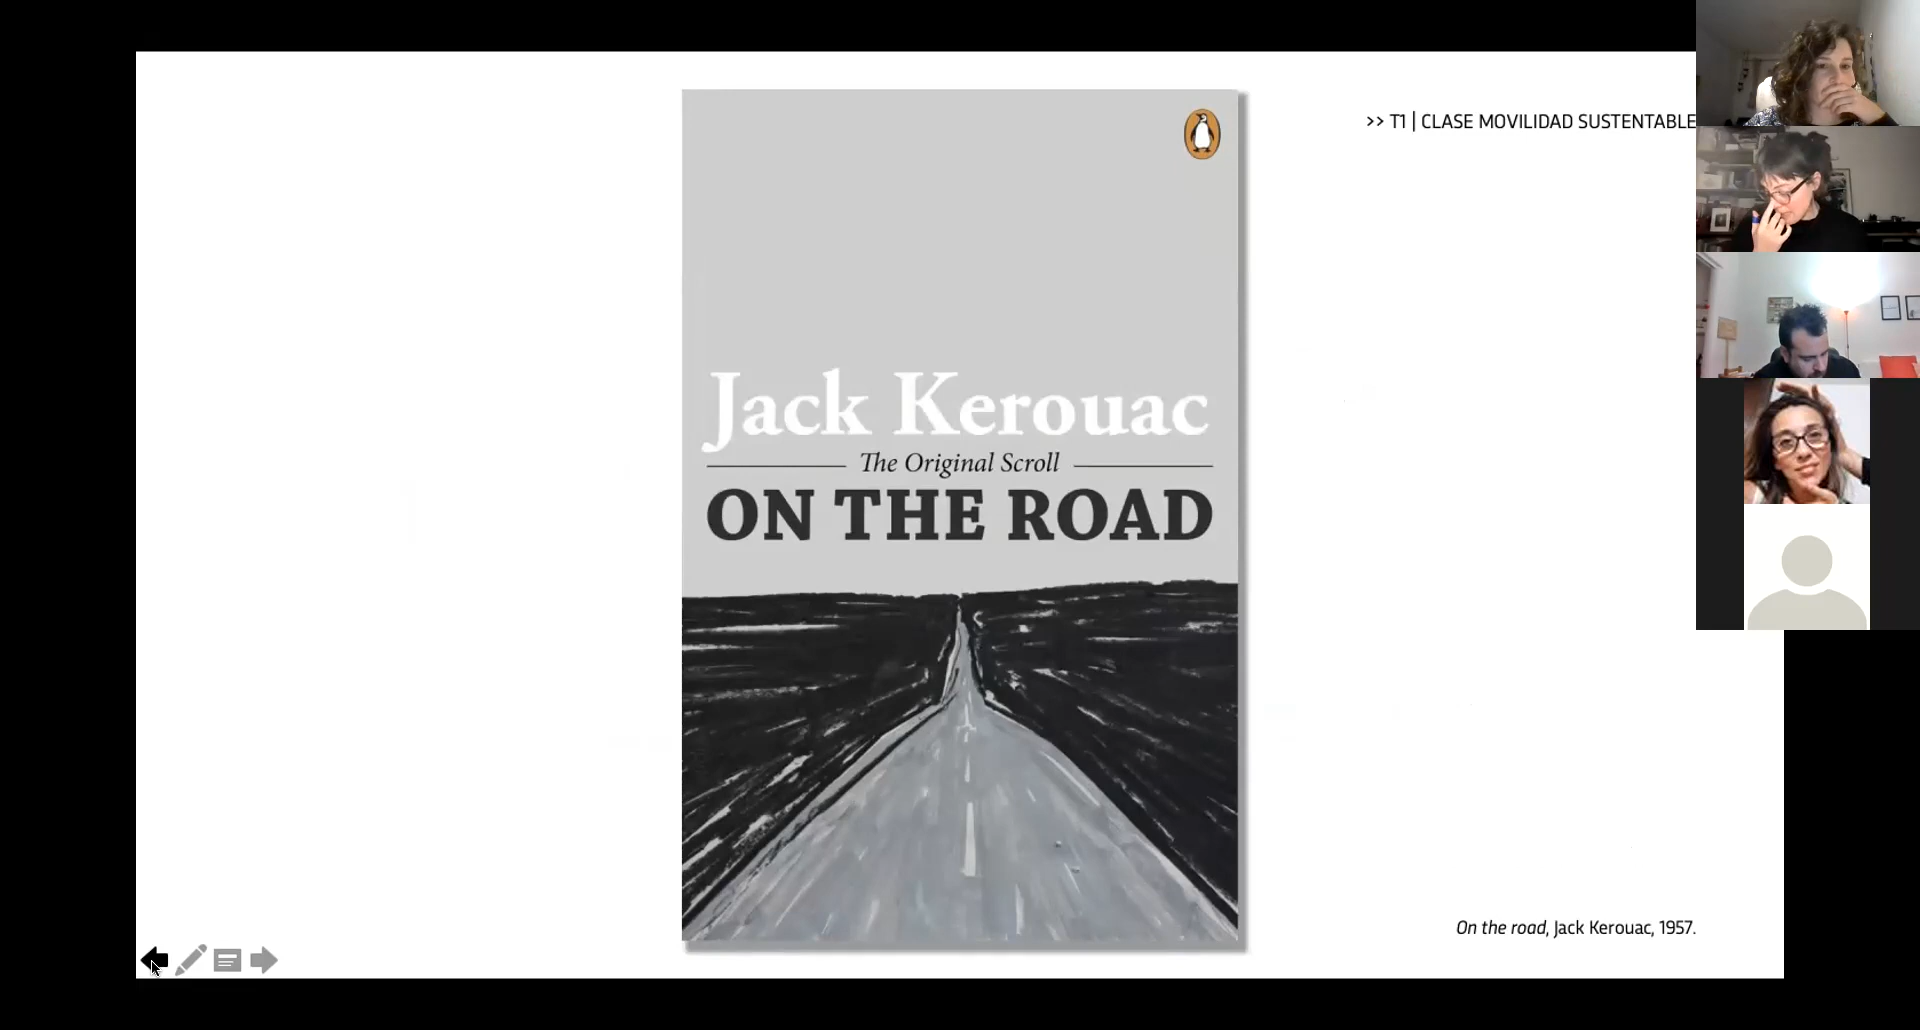 >> T1 | CLASE MOVILIDAD SUSTENTABLE
Jack Kerouac
The Original Scroll
ON THE ROAD
On the road, Jack Kerouac, 1957.